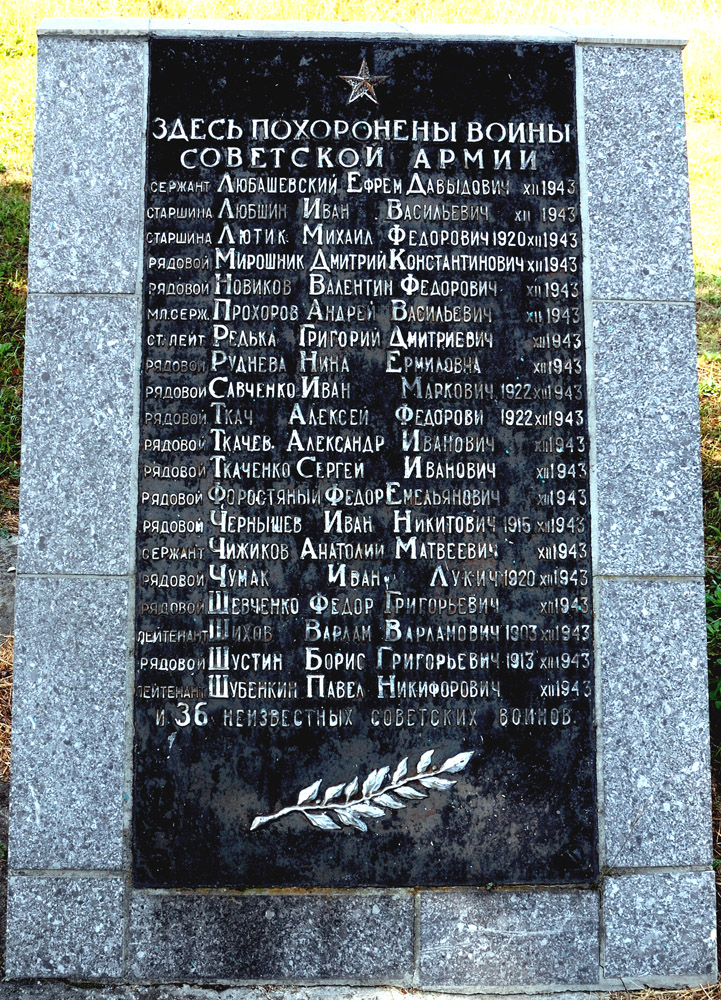 ЗДЕСЬ ПОХОРОНЕНЫ ВОИНЫ
СОВЕТСКОЙ АРМИИ
СЕРЖАНТ ЛЮБАШЕВСКИЙ ЕФРЕМ ДАВЫДОВИЧ XII 1943
СТАРШИНА ЛЮБШИН ИВАН ВАСИЛЬЕВИЧ XII 1943
СТАРШИНА ЛЮТИК МИХАИЛ ФЕДОРОВИЧ 1920 XII 1943
РЯДОВОЙ МИРОШНИК ДМИТРИЙ КОНСТАНТИНОВИЧ XII 1943
РЯДОВОЙ НОВИКОВ ВАЛЕНТИН ФЕДОРОВИЧ XII 1943
МЛ. СЕРЖ. ПРОХОРОВ АНДРЕЙ ВАСИЛЬЕВИЧ XII 1943
СТ. ЛЕЙТ РЕДЬКА ГРИГОРИЙ ДМИТРИЕВИЧ XII 1943
РЯДОВОЙ РУДНЕВА НИНА ЕРМИЛОВНА XII 1943
РЯДОВОЙ САВЧЕНКО ИВАН МАРКОВИЧ 1922 XII 1943
РЯДОВОЙ ТКАЧ АЛЕКСЕЙ ФЕДОРОВИ 1922 XII 1943
РЯДОВОЙ ТКАЧЕВ АЛЕКСАНДР ИВАНОВИЧ XII 1943
РЯДОВОЙ ТКАЧЕНКО СЕРГЕЙ ИВАНОВИЧ XII 1943
РЯДОВОЙ ФОРОСТЯНЫЙ ФЕДОР ЕМЕЛЬЯНОВИЧ XII 1943
РЯДОВОЙ ЧЕРНЫШЕВ ИВАН НИКИТОВИЧ 1915 XII 1943
СЕРЖАНТ ЧИЖИКОВ АНАТОЛИИ МАТВЕЕВИЧ XII 1943
РЯДОВОЙ ЧУМАК ИВАН ЛУКИЧ 1920 XII 1943
РЯДОВОЙ ШЕВЧЕНКО ФЕДОР ГРИГОРЬЕВИЧ XII 1943
ЛЕЙТЕНАНТ ШИХОВ ВАРЛАМ ВАРЛАМОВИЧ 1903 XII 1943
РЯДОВОЙ ШУСТИН БОРИС ГРИГОРЬЕВИЧ 1913 XII 1943
ЛЕЙТЕНАНТ ШУБЕНКИН ПАВЕЛ НИКИФОРОВИЧ XII 1943
И 36 НЕИЗВЕСТНЫХ СОВЕТСКИХ ВОИНОВ.